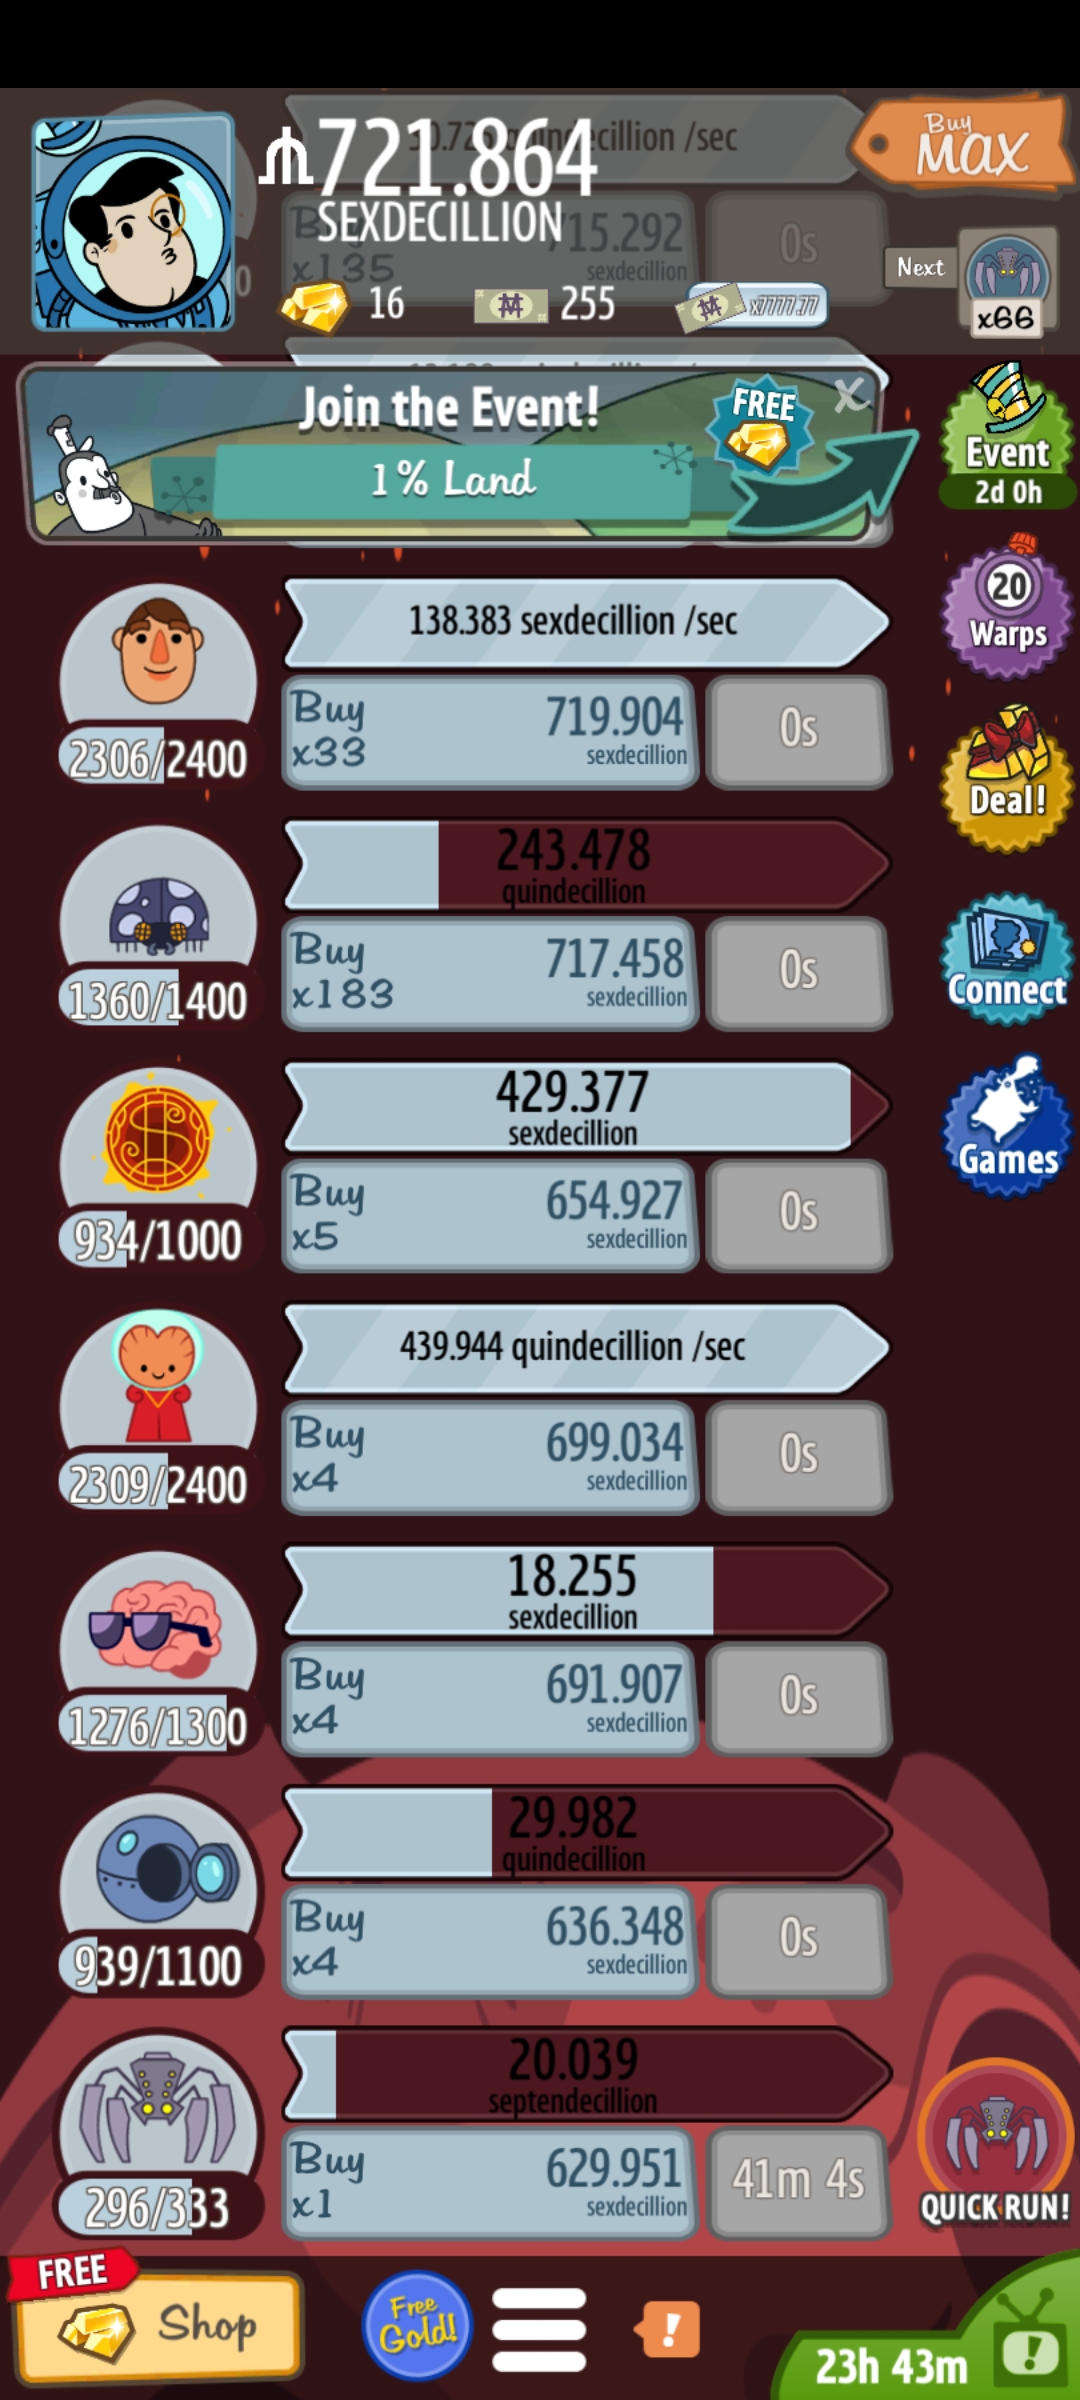 721.864
SEXDECILLION
Buy
MAX
quindecillion /sec
715.292
sexdecillion
x135
0s
16
255
x7777.77
Next
x66
Join the Event!
1% Land
FREE
X
Event
2d 0h
138.383 sexdecillion /sec
2306/2400
Buy
x33
719.904
sexdecillion
0s
20
Warps
243.478
quindecillion
1360/1400
Buy
x183
717.458
sexdecillion
0s
Deal!
429.377
sexdecillion
934/1000
Buy
x5
654.927
sexdecillion
0s
Connect
Games
439.944 quindecillion /sec
2309/2400
Buy
x4
699.034
sexdecillion
0s
18.255
sexdecillion
1276/1300
Buy
x4
691.907
sexdecillion
0s
29.982
quindecillion
939/1100
Buy
x4
636.348
sexdecillion
0s
20.039
septendecillion
296/333
Buy
x1
629.951
sexdecillion
41m 4s
QUICK RUN!
FREE
Shop
Free
Gold!
!
23h 43m
!